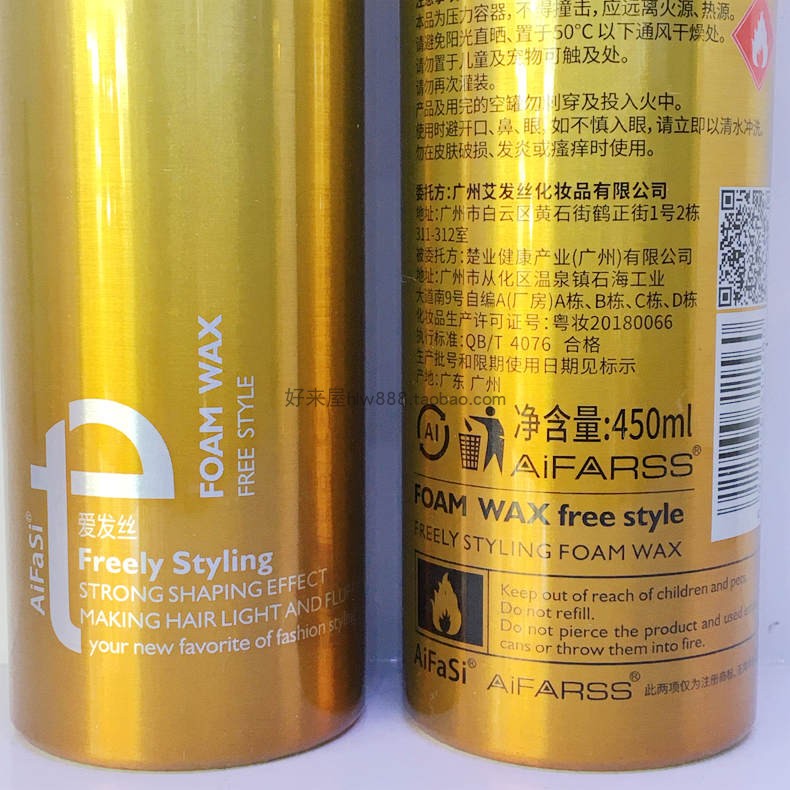 FOAM WAX
FREE STYLE
AiFaSi®
爱发丝
Freely Styling
STRONG SHAPING EFFECT
MAKING HAIR LIGHT AND
your new favorite of fashion styling
本品为压力容器，不得撞击，应远离火源、热源。
请避免阳光直晒、置于50°C以下通风干燥处。
请勿置于儿童及宠物可触及处。
请勿再次灌装。
产品及用完的空罐勿刺穿及投入火中。
使用时避开口、鼻、眼，如不慎入眼，请立即以清水冲洗。
勿在皮肤破损、发炎或瘙痒时使用。
委托方：广州艾发丝化妆品有限公司
地址：广州市白云区黄石街鹤正街1号2栋
311-312室
被委托方：楚业健康产业(广州)有限公司
地址：广州市从化区温泉镇石海工业
大道南9号自编A(厂房)A栋、B栋、C栋、D栋
化妆品生产许可证号：粤妆20180066
执行标准：QB/T 4076 合格
生产批号和限期使用日期见标示
产地：广东 广州
好来屋hlw888.taobao.com
Al
净含量:450ml
AiFARSS®
FOAM WAX free style
FREELY STYLING FOAM WAX
Keep out of reach of children and pets.
Do not refill.
Do not pierce the product and used
cans or throw them into fire.
AiFaSi® AiFARSS® 此两项仅为注册商标，